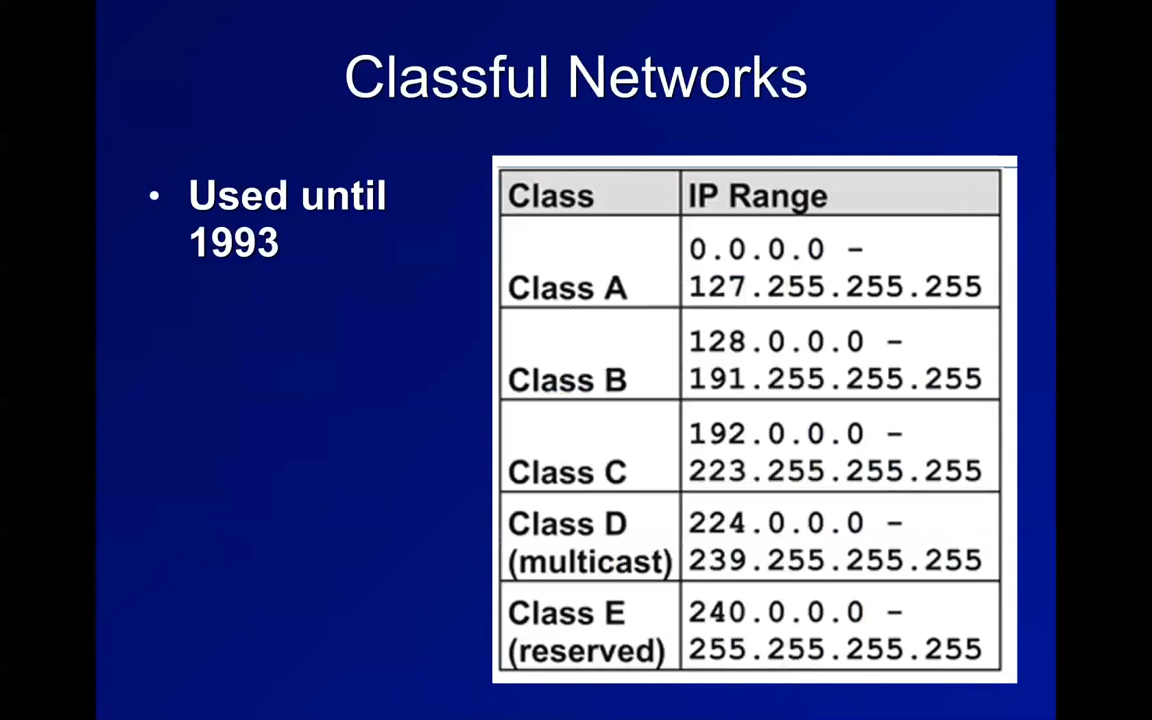 Classful Networks
• Used until
1993
Class IP Range
0.0.0.0 –
Class A 127.255.255.255
128.0.0.0 –
Class B 191.255.255.255
192.0.0.0 –
Class C 223.255.255.255
Class D 224.0.0.0 –
(multicast) 239.255.255.255
Class E 240.0.0.0 –
(reserved) 255.255.255.255